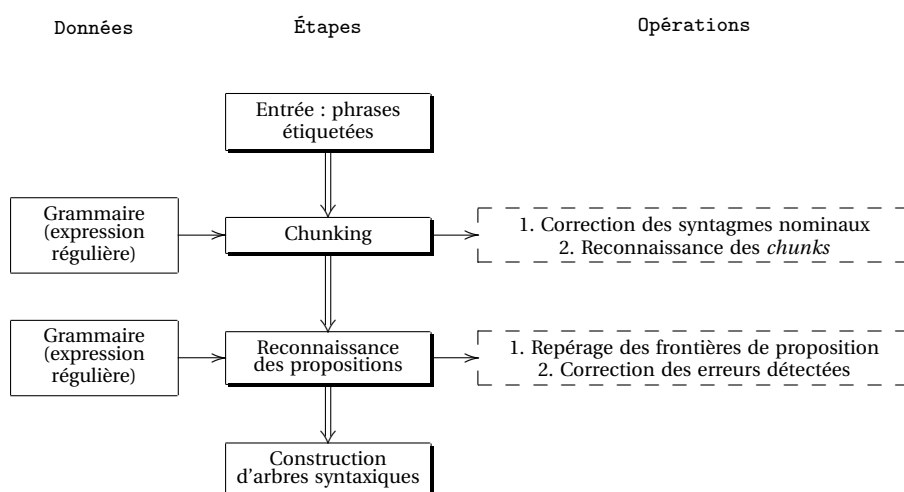 Données
Étapes
Opérations
Entrée : phrases
étiquetées
Grammaire
(expression
régulière)
Chunking
1. Correction des syntagmes nominaux
2. Reconnaissance des chunks
Grammaire
(expression
régulière)
Reconnaissance
des propositions
1. Repérage des frontières de proposition
2. Correction des erreurs détectées
Construction
d'arbres syntaxiques